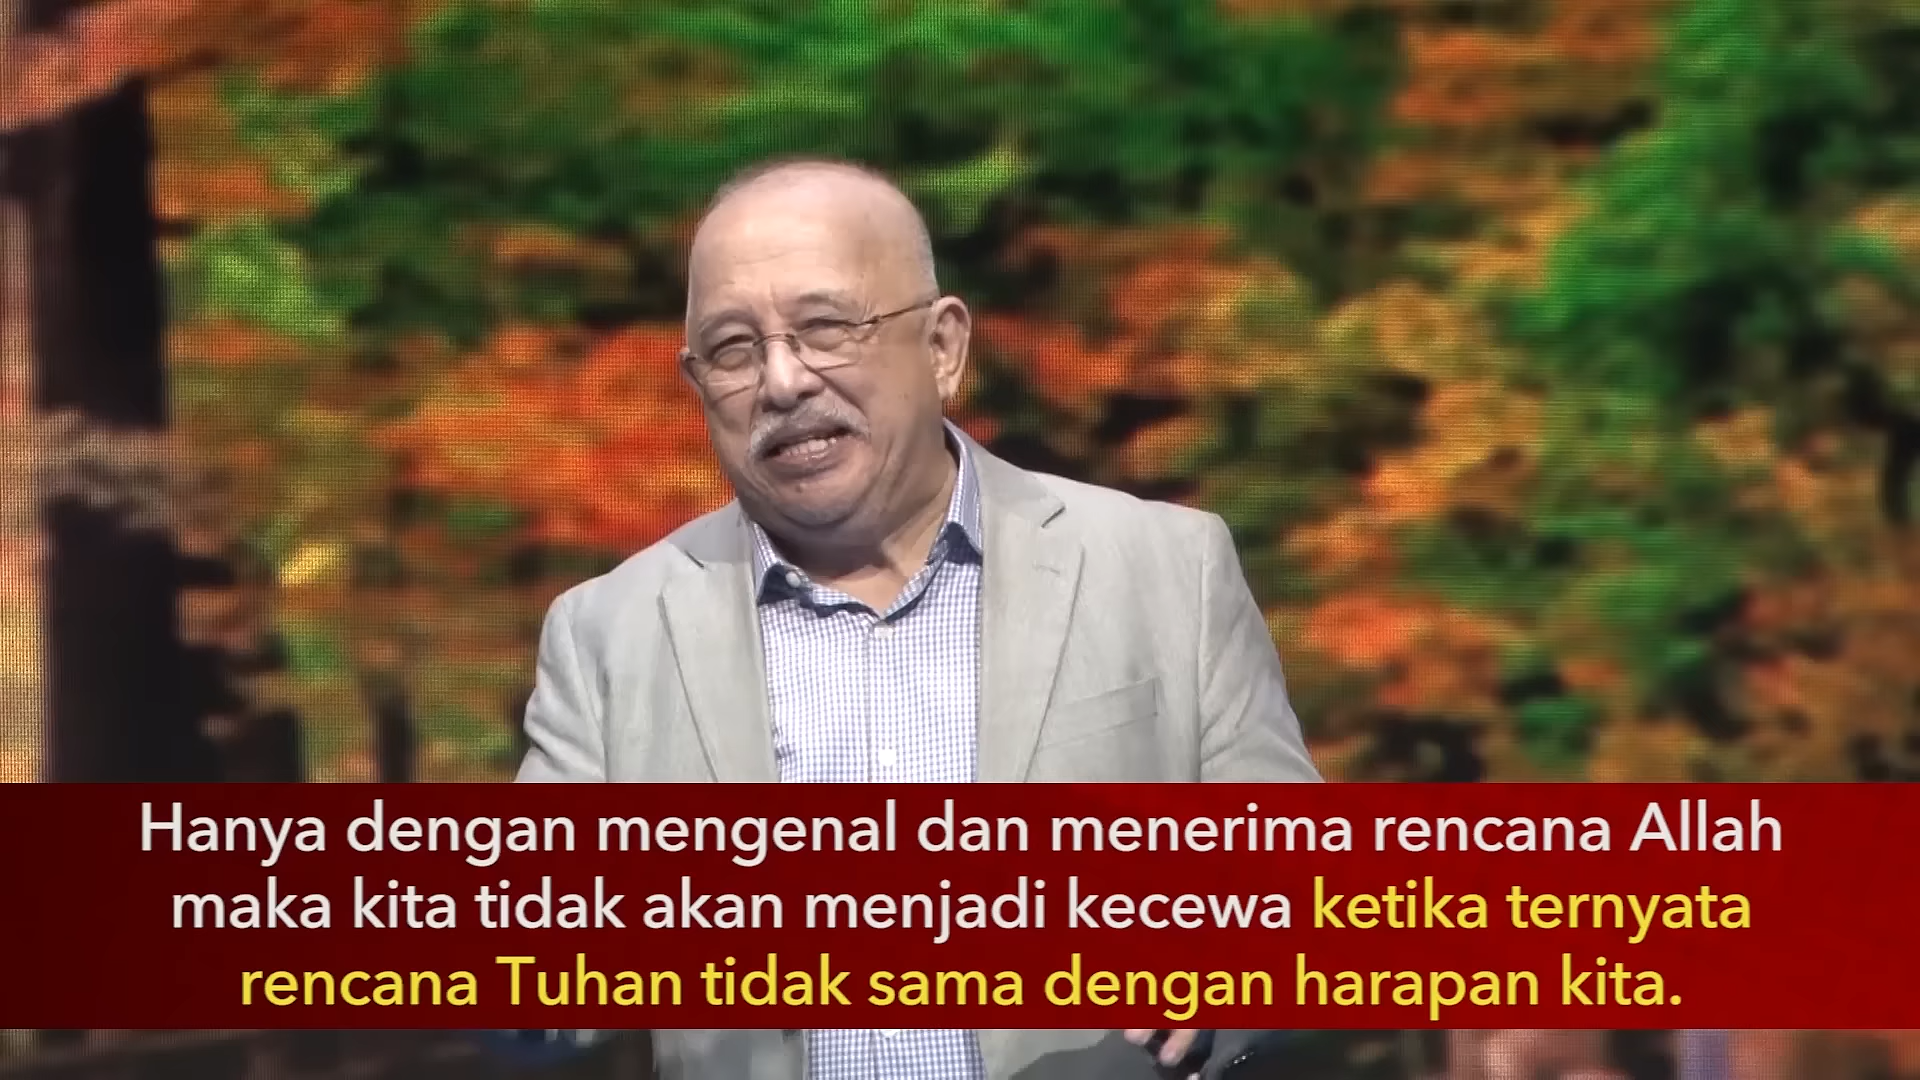 Hanya dengan mengenal dan menerima rencana Allah
maka kita tidak akan menjadi kecewa ketika ternyata
rencana Tuhan tidak sama dengan harapan kita.